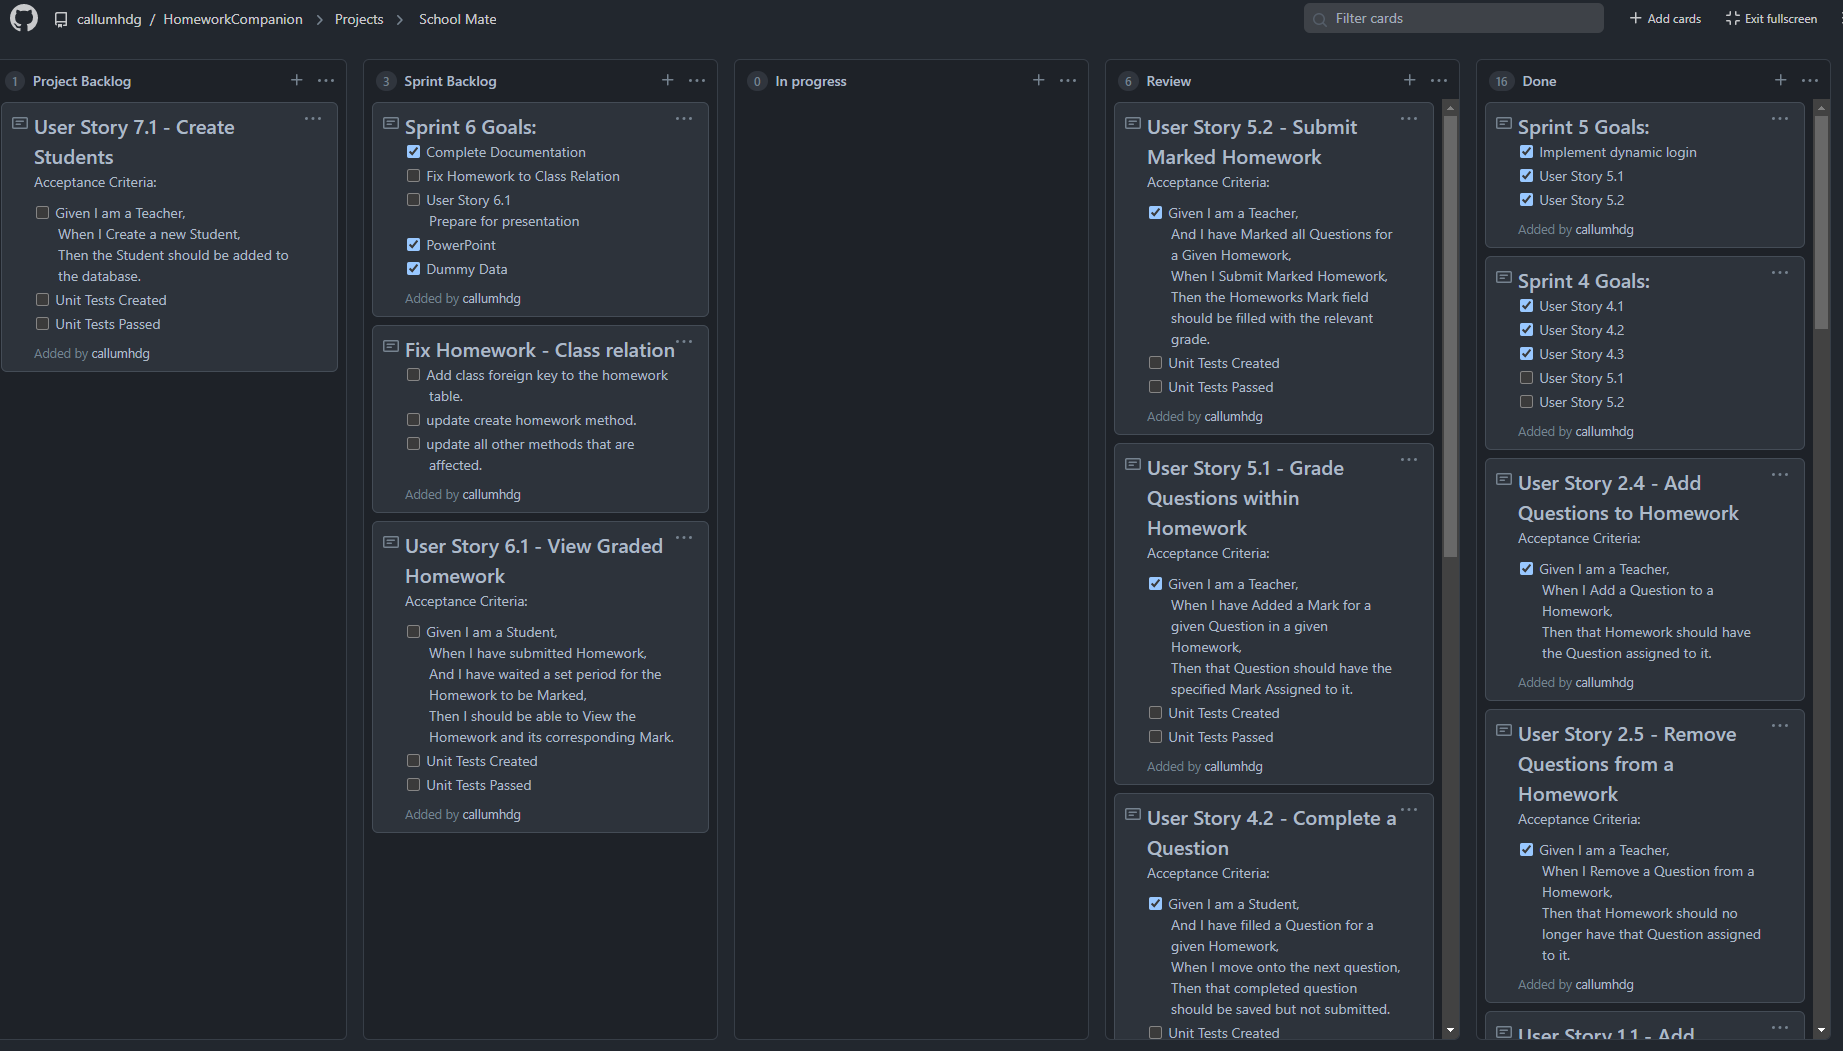 callumhdg / HomeworkCompanion > Projects > School Mate
Filter cards
Add cards
Exit fullscreen
1 Project Backlog
User Story 7.1 - Create
Students
Acceptance Criteria:
Given I am a Teacher,
When I Create a new Student,
Then the Student should be added to
the database.
Unit Tests Created
Unit Tests Passed
Added by callumhdg
3 Sprint Backlog
Sprint 6 Goals:
Complete Documentation
Fix Homework to Class Relation
User Story 6.1
Prepare for presentation
PowerPoint
Dummy Data
Added by callumhdg
Fix Homework - Class relation
Add class foreign key to the homework
table.
update create homework method.
update all other methods that are
affected.
Added by callumhdg
User Story 6.1 - View Graded
Homework
Acceptance Criteria:
Given I am a Student,
When I have submitted Homework,
And I have waited a set period for the
Homework to be Marked,
Then I should be able to View the
Homework and its corresponding Mark.
Unit Tests Created
Unit Tests Passed
Added by callumhdg
0 In progress
6 Review
User Story 5.2 - Submit
Marked Homework
Acceptance Criteria:
Given I am a Teacher,
And I have Marked all Questions for
a Given Homework,
When I Submit Marked Homework,
Then the Homeworks Mark field
should be filled with the relevant
grade.
Unit Tests Created
Unit Tests Passed
Added by callumhdg
User Story 5.1 - Grade
Questions within
Homework
Acceptance Criteria:
Given I am a Teacher,
When I have Added a Mark for a
given Question in a given
Homework,
Then that Question should have the
specified Mark Assigned to it.
Unit Tests Created
Unit Tests Passed
Added by callumhdg
User Story 4.2 - Complete a
Question
Acceptance Criteria:
Given I am a Student,
And I have filled a Question for a
given Homework,
When I move onto the next question,
Then that completed question
should be saved but not submitted.
Unit Tests Created
16 Done
Sprint 5 Goals:
Implement dynamic login
User Story 5.1
User Story 5.2
Added by callumhdg
Sprint 4 Goals:
User Story 4.1
User Story 4.2
User Story 4.3
User Story 5.1
User Story 5.2
Added by callumhdg
User Story 2.4 - Add
Questions to Homework
Acceptance Criteria:
Given I am a Teacher,
When I Add a Question to a
Homework,
Then that Homework should have
the Question assigned to it.
Added by callumhdg
User Story 2.5 - Remove
Questions from a
Homework
Acceptance Criteria:
Given I am a Teacher,
When I Remove a Question from a
Homework,
Then that Homework should no
longer have that Question assigned
to it.
Added by callumhdg
User Story 1.1 - Add